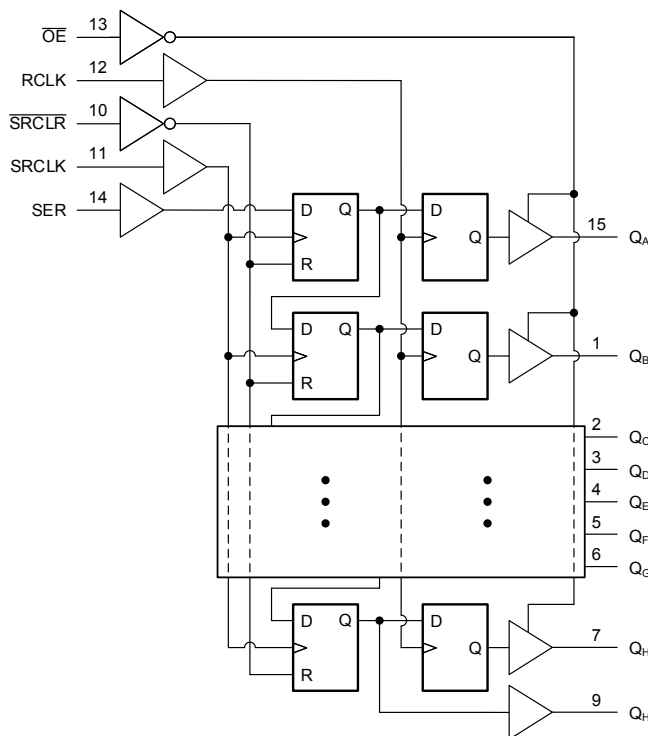 OE 13
RCLK 12
SRCLR 10
SRCLK 11
SER 14
D Q D
Q 15 QA
R
D Q D
Q 1 QB
R
2 QC
3 QD
4 QE
5 QF
6 QG
D Q D
Q 7 QH
R
9 QH